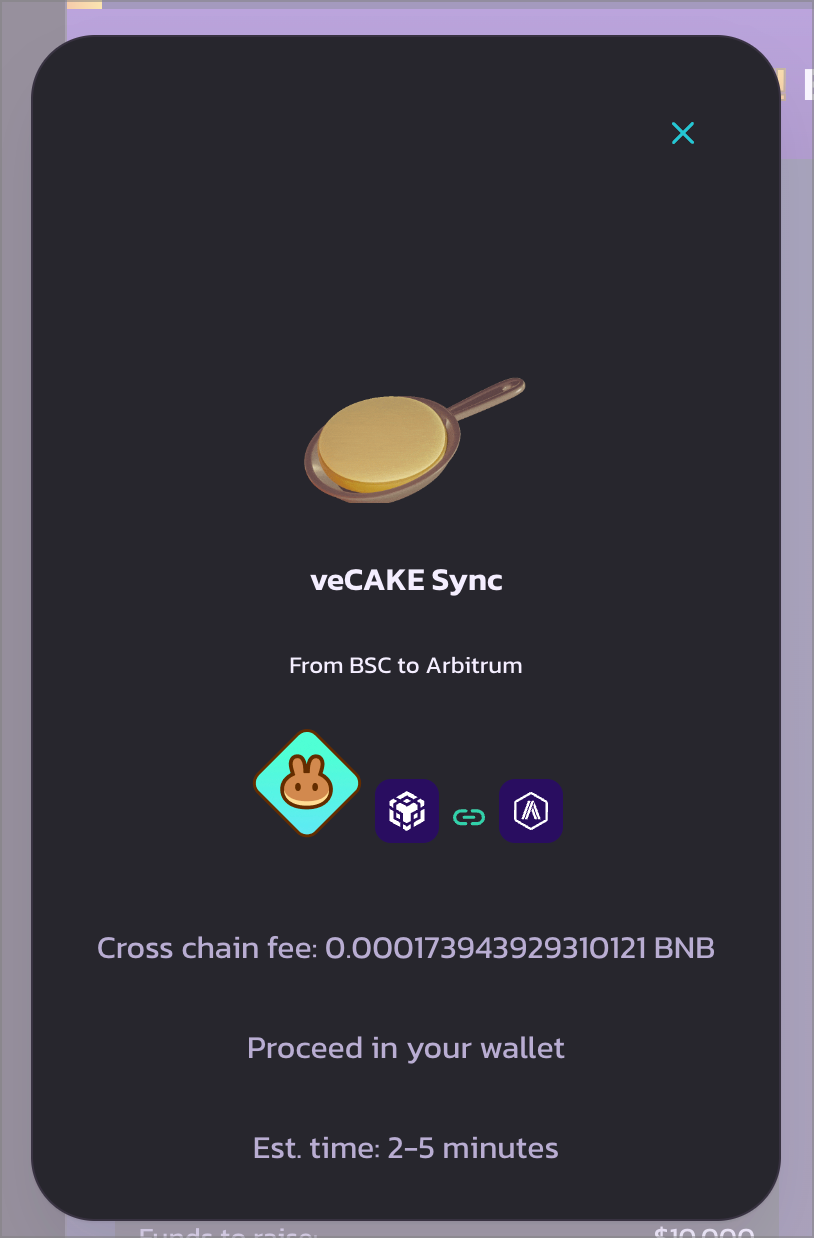 veCAKE Sync
From BSC to Arbitrum
Cross chain fee: 0.000173943929310121 BNB
Proceed in your wallet
Est. time: 2-5 minutes
Funds to raise: $10,000